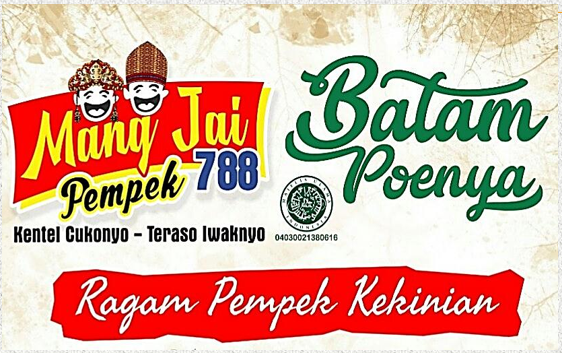 Mang Jai
Pempek 788
Kentel Cukonyo - Teraso Iwaknyo
Batam
Poenya
04030021380616
Ragam Pempek Kekinian